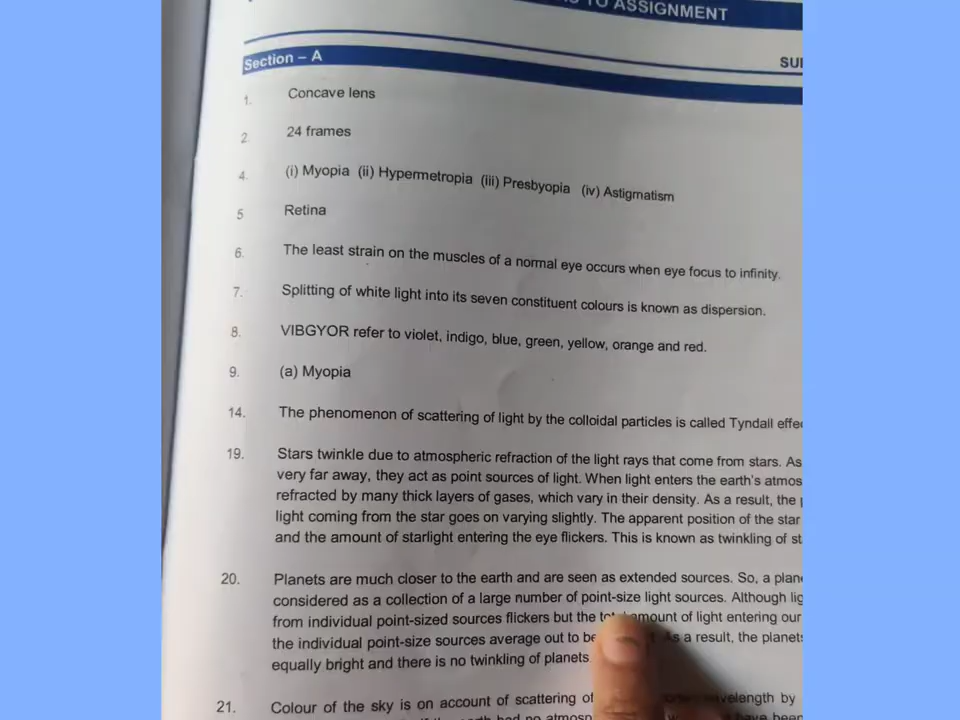 TO ASSIGNMENT
Section – A
1. Concave lens
2. 24 frames
4. (i) Myopia (ii) Hypermetropia (iii) Presbyopia (iv) Astigmatism
5 Retina
6. The least strain on the muscles of a normal eye occurs when eye focus to infinity.
7. Splitting of white light into its seven constituent colours is known as dispersion.
8. VIBGYOR refer to violet, indigo, blue, green, yellow, orange and red.
9. (a) Myopia
14. The phenomenon of scattering of light by the colloidal particles is called Tyndall
19. Stars twinkle due to atmospheric refraction of the light rays that come from stars. As
very far away, they act as point sources of light. When light enters the earth's
refracted by many thick layers of gases, which vary in their density. As a result, the
light coming from the star goes on varying slightly. The apparent position of the star
and the amount of starlight entering the eye flickers. This is known as twinkling of
20. Planets are much closer to the earth and are seen as extended sources. So, a
considered as a collection of a large number of point-size light sources. Although
from individual point-sized sources flickers but the amount of light entering our
the individual point-size sources average out to be As a result, the
equally bright and there is no twinkling of planets
21. Colour of the sky is on account of scattering of by